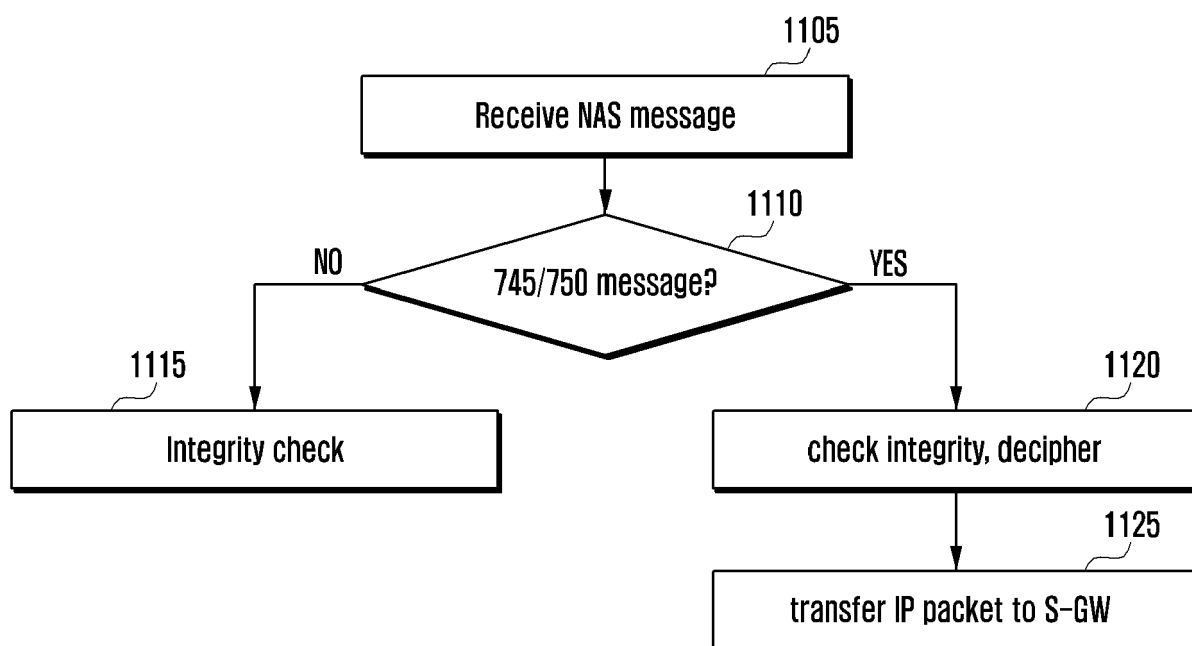 1105
Receive NAS message
1110
745/750 message?
NO
YES
1115
Integrity check
1120
check integrity, decipher
1125
transfer IP packet to S-GW